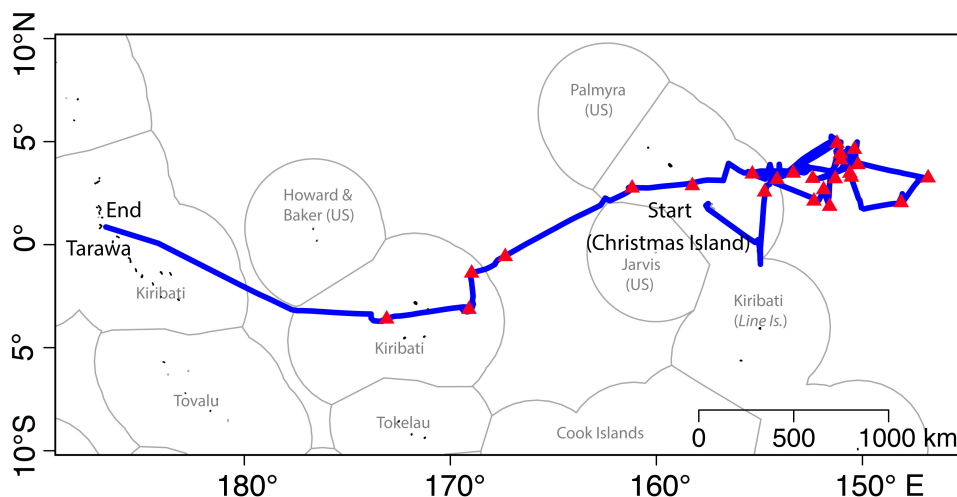 10°N
5°
0°
5°
10°S
Palmyra
(US)
Howard &
Baker (US)
End
Tarawa
Kiribati
Start
(Christmas Island)
Jarvis
(US)
Kiribati
(Line Is.)
Kiribati
Tovalu
Tokelau
Cook Islands
0
500
1000 km
180°
170°
160°
150° E